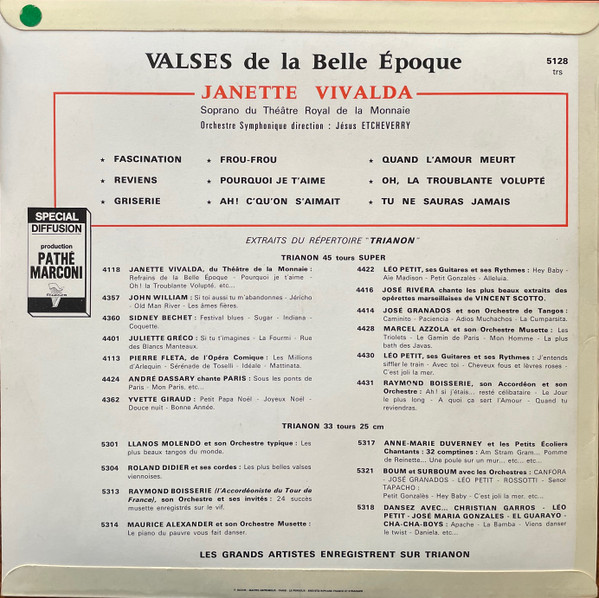 VALSES de la Belle Époque
5128
trs
JANETTE VIVALDA
Soprano du Théâtre Royal de la Monnaie
Orchestre Symphonique direction : Jésus ETCHEVERRY
★ FASCINATION ★ FROU-FROU ★ QUAND L'AMOUR MEURT
★ REVIENS ★ POURQUOI JE T'AIME ★ OH, LA TROUBLANTE VOLUPTÉ
★ GRISERIE ★ AH! C'QU'ON S'AIMAIT ★ TU NE SAURAS JAMAIS
SPECIAL
DIFFUSION
production
PATHÉ
MARCONI
EXTRAITS DU RÉPERTOIRE "TRIANON"
TRIANON 45 tours SUPER
4118 JANETTE VIVALDA, du Théâtre de la Monnaie :
Refrains de la Belle Époque - Pourquoi je t'aime -
Oh! la Troublante Volupté, etc...
4357 JOHN WILLIAM : Si toi aussi tu m'abandonnes - Jéricho
Old Man River - Les âmes fières.
4360 SIDNEY BECHET : Festival blues - Sugar - Indiana -
Coquette.
4401 JULIETTE GRÉCO : Si tu t'imagines - La Fourmi - Rue
des Blancs Manteaux.
4113 PIERRE FLETA, de l'Opéra Comique : Les Millions
d'Arlequin - Sérénade de Toselli - Idéale - Mattinata.
4424 ANDRÉ DASSARY chante PARIS : Sous les ponts de
Paris - Mon Paris, etc...
4362 YVETTE GIRAUD : Petit Papa Noël - Joyeux Noël -
Douce nuit - Bonne Année.
4422 LÉO PETIT, ses Guitares et ses Rythmes : Hey Baby -
Ale Madison - Petit Gonzalès - Alleluia.
4416 JOSÉ RIVÉRA chante les plus beaux extraits des
opérettes marseillaises de VINCENT SCOTTO.
4414 JOSÉ GRANADOS et son Orchestre de Tangos :
Caminito - Paciencia - Adios Muchachos - La Cumparsita.
4428 MARCEL AZZOLA et son Orchestre Musette : Les
Triolets - Le Gamin de Paris - Mon Homme - La plus
beth des Javas.
4430 LÉO PETIT, ses Guitares et ses Rythmes : J'entends
siffler le train - Avec toi - Cheveux fous et lèvres roses -
C'est joli la mer.
4431 RAYMOND BOISSERIE, son Accordéon et son
Orchestre : Ah! si j'étais... resté célibataire - Le Jour
le plus long - A quoi ça sert l'Amour - Quand tu
reviendras.
TRIANON 33 tours 25 cm
5301 LLANOS MOLENDO et son Orchestre typique : Les
plus beaux tangos du monde.
5304 ROLAND DIDIER et ses cordes : Les plus belles valses
viennoises.
5313 RAYMOND BOISSERIE (l'Accordéoniste du Tour de
France), son Orchestre et ses invités : 24 succès
musette enregistrés sur le vif.
5314 MAURICE ALEXANDER et son Orchestre Musette :
Le piano du pauvre vous fait danser.
5317 ANNE-MARIE DUVERNEY et les Petits Écoliers
Chantants : 32 comptines : Am Stram Gram... Pomme
de Reinette... Une poule sur un mur... etc... etc...
5321 BOUM et SURBOUM avec les Orchestres : CANFORA
- JOSÉ GRANADOS - LÉO PETIT - ROSSOTTI - Senor
TAPACHO :
Petit Gonzalès - Hey Baby - C'est joli la mer, etc...
5318 DANSEZ AVEC... CHRISTIAN GARROS - LÉO
PETIT - JOSÉ MARIA GONZALES - EL GUARAYO -
CHA-CHA-BOYS : Apache - La Bamba - Viens danser
le twist - Daniela, etc...
LES GRANDS ARTISTES ENREGISTRENT SUR TRIANON